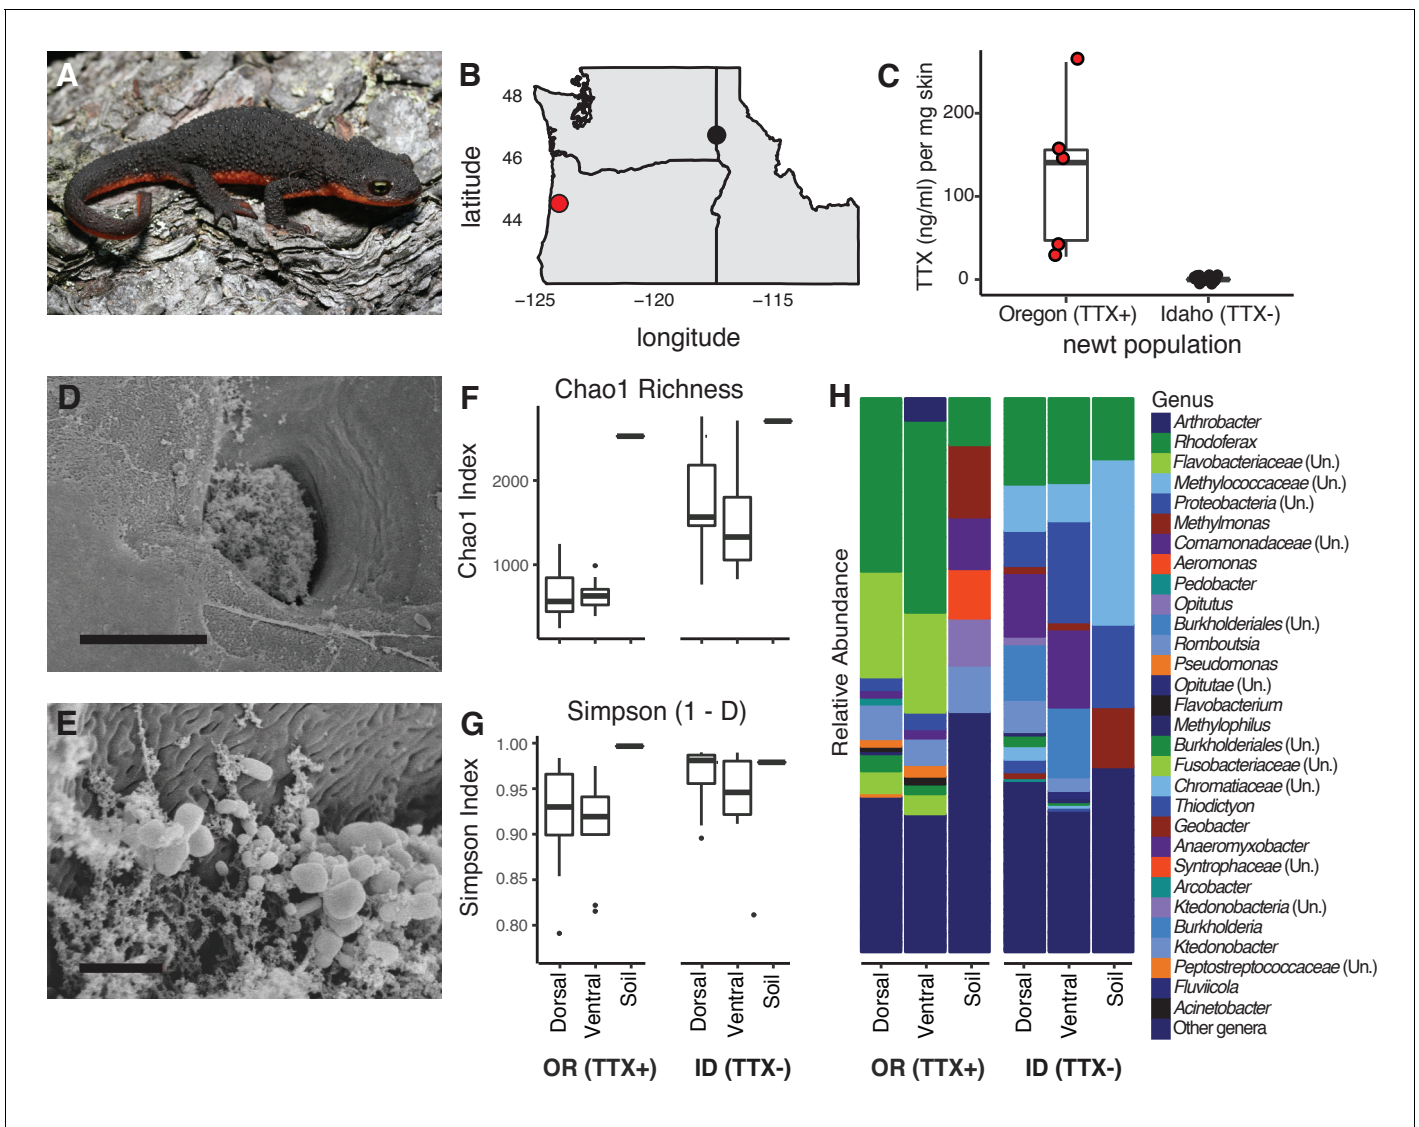 A
B
48
46
44
latitude
−125
−120
−115
longitude
C
TTX (ng/ml) per mg skin
200
100
0
Oregon (TTX+)
Idaho (TTX-)
newt population
D
E
F
Chao1 Richness
Chao1 Index
2000
1000
G
Simpson (1 - D)
Simpson Index
1.00
0.95
0.90
0.85
0.80
Dorsal
Ventral
Soil
Dorsal
Ventral
Soil
OR (TTX+)
ID (TTX-)
H
Relative Abundance
Dorsal
Ventral
Soil
Dorsal
Ventral
Soil
OR (TTX+)
ID (TTX-)
Genus
Arthrobacter
Rhodoferax
Flavobacteriaceae (Un.)
Methylococcaceae (Un.)
Proteobacteria (Un.)
Methylmonas
Comamonadaceae (Un.)
Aeromonas
Pedobacter
Opitutus
Burkholderiales (Un.)
Romboutsia
Pseudomonas
Opitutae (Un.)
Flavobacterium
Methylophilus
Burkholderiales (Un.)
Fusobacteriaceae (Un.)
Chromatiaceae (Un.)
Thiodictyon
Geobacter
Anaeromyxobacter
Syntrophaceae (Un.)
Arcobacter
Ktedonobacteria (Un.)
Burkholderia
Ktedonobacter
Peptostreptococcaceae (Un.)
Fluviicola
Acinetobacter
Other genera